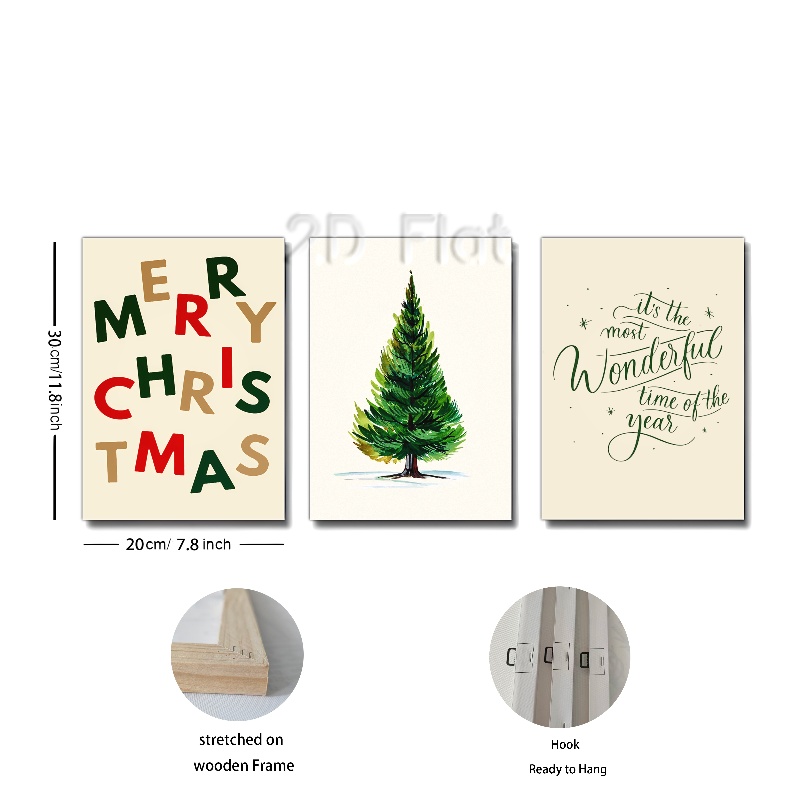 2D Flat
MERRY
CHRIS
TMAS
it's the
most
Wonderful
time of the
year
30cm/11.8inch
20cm/ 7.8 inch
stretched on
wooden Frame
Hook
Ready to Hang